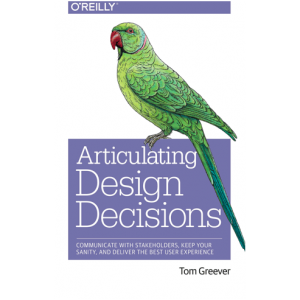 O'REILLY®
Articulating
Design
Decisions
COMMUNICATE WITH STAKEHOLDERS, KEEP YOUR
SANITY, AND DELIVER THE BEST USER EXPERIENCE
Tom Greever